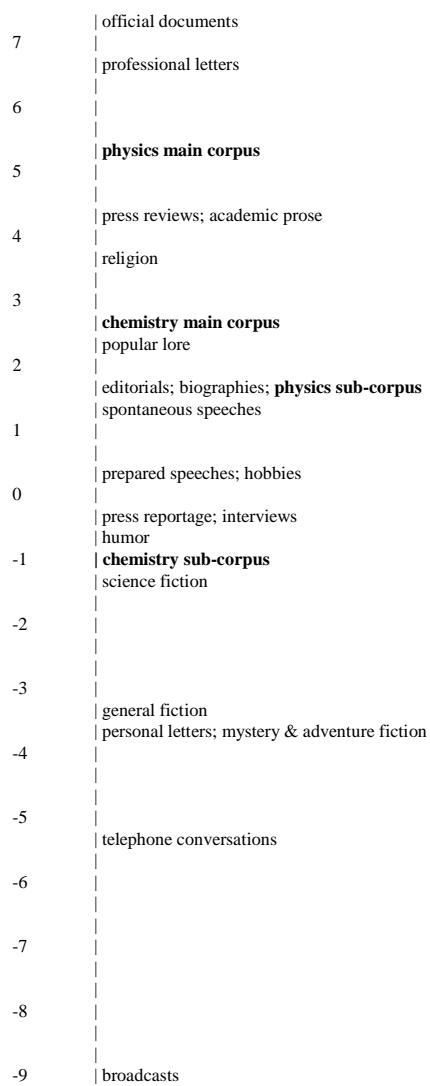 | official documents
7 |
| professional letters
|
6 |
|
| physics main corpus
5 |
|
| press reviews; academic prose
4 |
| religion
|
3 |
| chemistry main corpus
| popular lore
2 |
| editorials; biographies; physics sub-corpus
| spontaneous speeches
1 |
|
| prepared speeches; hobbies
0 |
| press reportage; interviews
| humor
-1 | chemistry sub-corpus
| science fiction
|
-2 |
|
|
-3 |
| general fiction
| personal letters; mystery & adventure fiction
-4 |
|
|
-5 |
| telephone conversations
|
-6 |
|
|
-7 |
|
|
-8 |
|
|
-9 | broadcasts